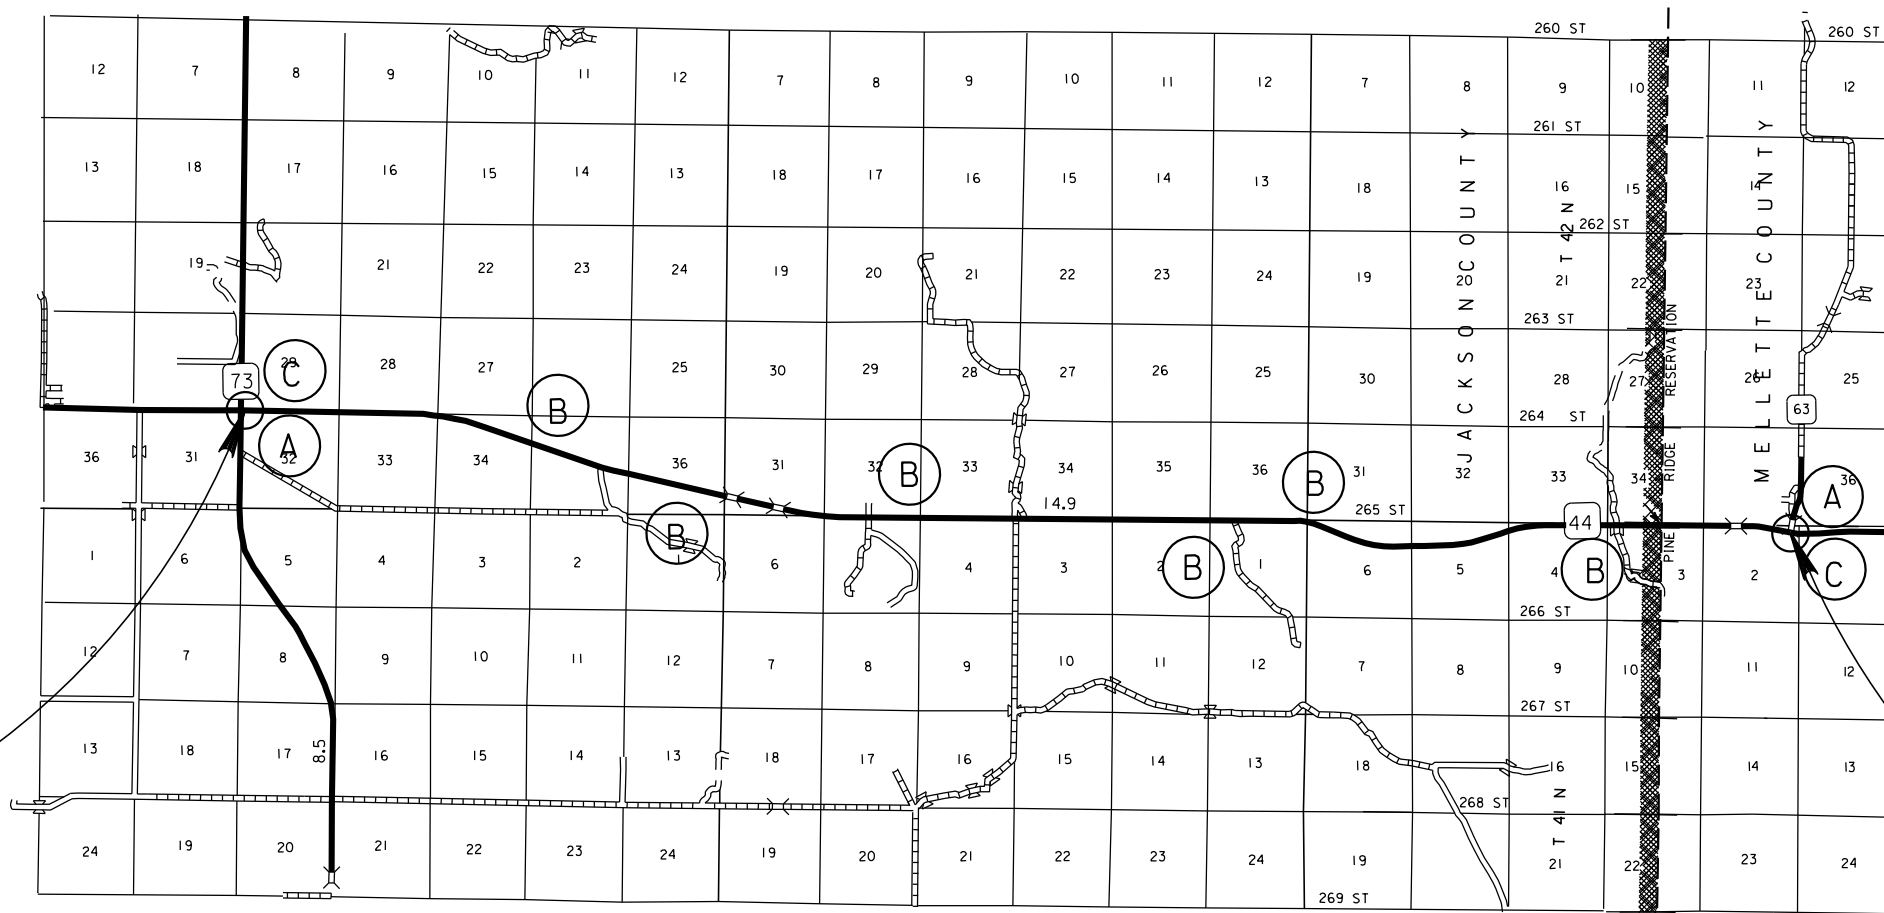 260 ST
260 ST
12 7 8 9 10 11 12 7 8 9 10 11 12 7 8 9 10 11 12
261 ST
13 18 17 16 15 14 13 18 17 16 15 14 13 18 16 15 14
262 ST
19 21 22 23 24 19 20 21 22 23 24 19 20 21 22 23
263 ST
29 28 27 25 30 29 28 27 26 25 30 28 27 26 25
73
C
B
264 ST
63
A
36 31 32 33 34 36 31 32 33 34 35 36 31 32 33 34 36
B
B
A
14.9
265 ST
44
B
1 6 5 4 3 2 1 6 4 3 2 1 6 5 4 3 2
B
B
C
266 ST
12 7 8 9 10 11 12 7 8 9 10 11 12 7 8 9 10 11 12
267 ST
13 18 17 16 15 14 13 18 17 16 15 14 13 18 16 15 14 13
8.5
268 ST
24 19 20 21 22 23 24 19 20 21 22 23 24 19 21 22 23 24
269 ST
JACKSON COUNTY
T 42 N
T 41 N
PINE RIDGE RESERVATION
MELLETTE COUNTY